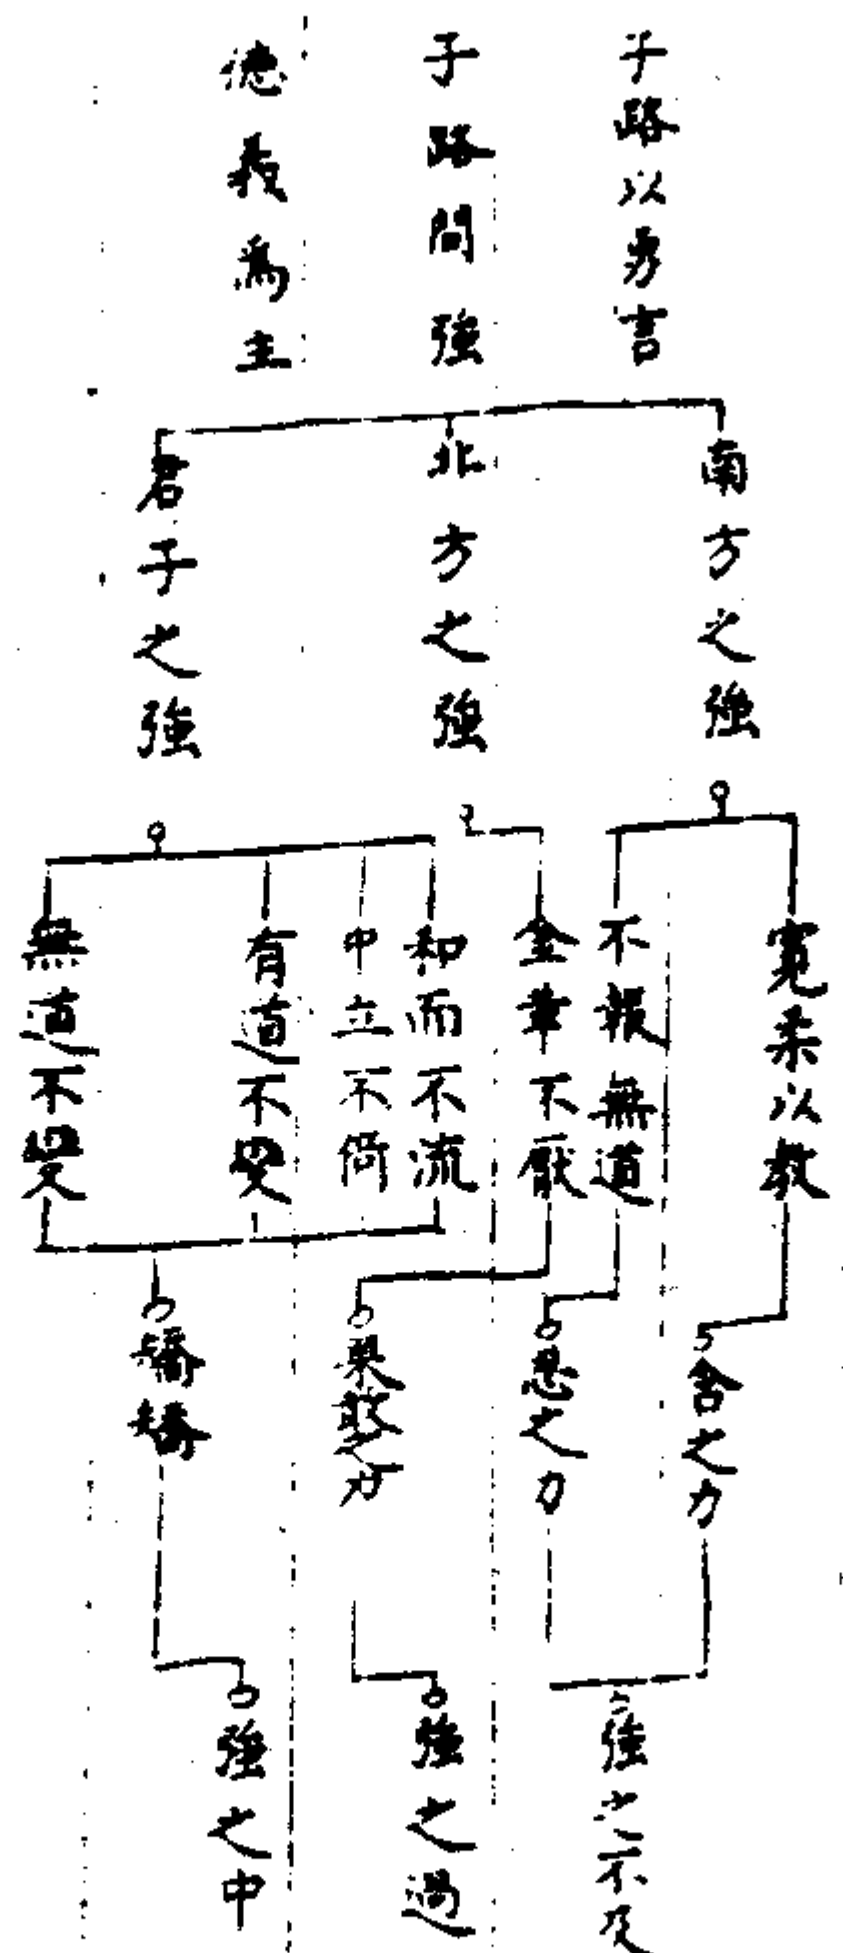 子路以勇言
子路問強
德義為主
南方之強
北方之強
君子之強
寬柔以教
不報無道
金革不厭
和而不流
中立不倚
有道不变
無道不變
含之力
忍之力
果敢之力
矯矯
強之不及
強之過
強之中